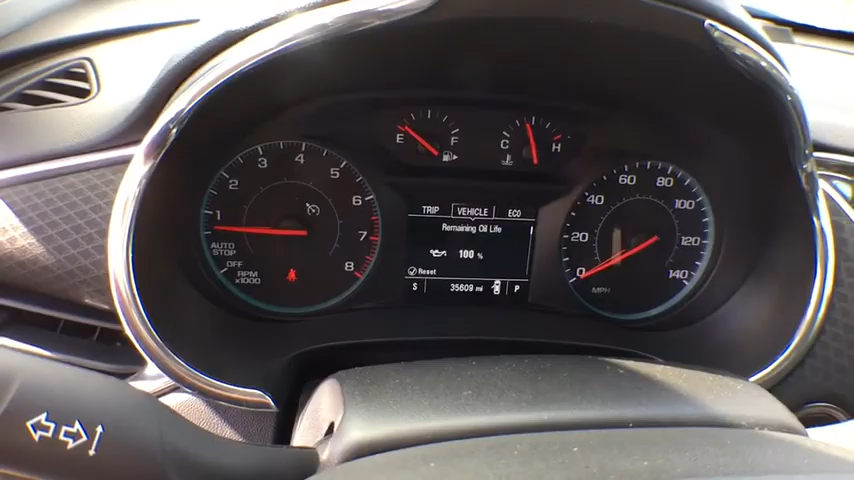 E F
C H
1 2 3 4 5 6 7 8
AUTO
STOP
OFF
RPM
x1000
TRIP VEHICLE ECO
Remaining Oil Life
100 %
Reset
S 35609 mi P
0 20 40 60 80 100 120 140
MPH